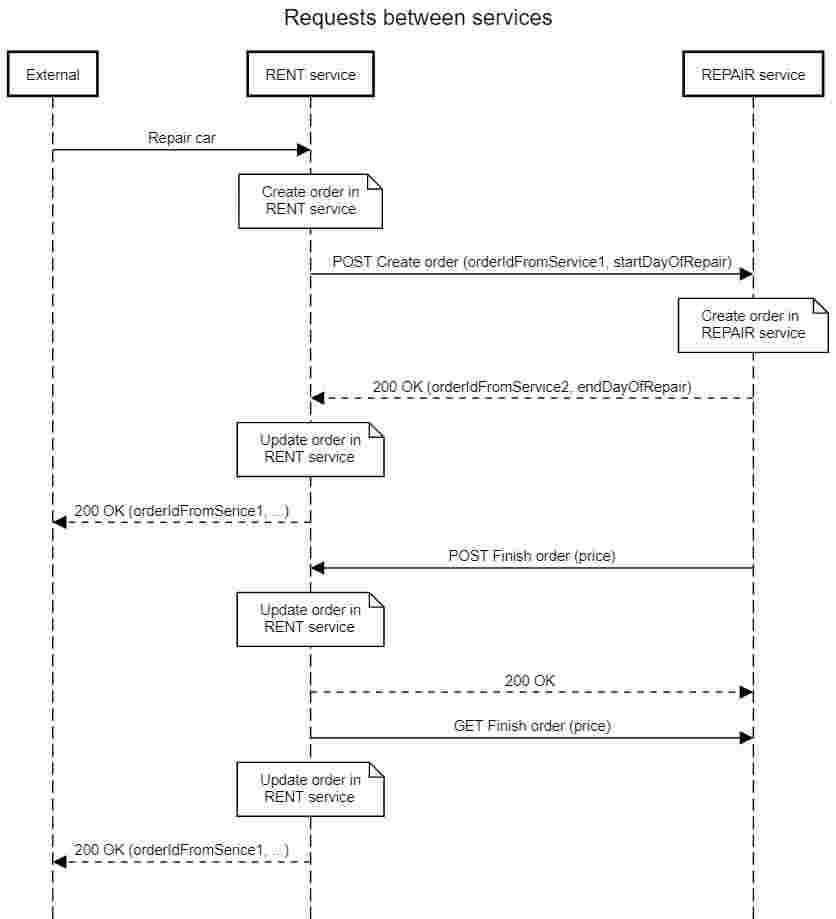 Requests between services
External
RENT service
REPAIR service
Repair car
Create order in
RENT service
POST Create order (orderIdFromService1, startDayOfRepair)
Create order in
REPAIR service
200 OK (orderIdFromService2, endDayOfRepair)
Update order in
RENT service
200 OK (orderIdFromSerice1, ...)
POST Finish order (price)
Update order in
RENT service
200 OK
GET Finish order (price)
Update order in
RENT service
200 OK (orderIdFromSerice1, ...)